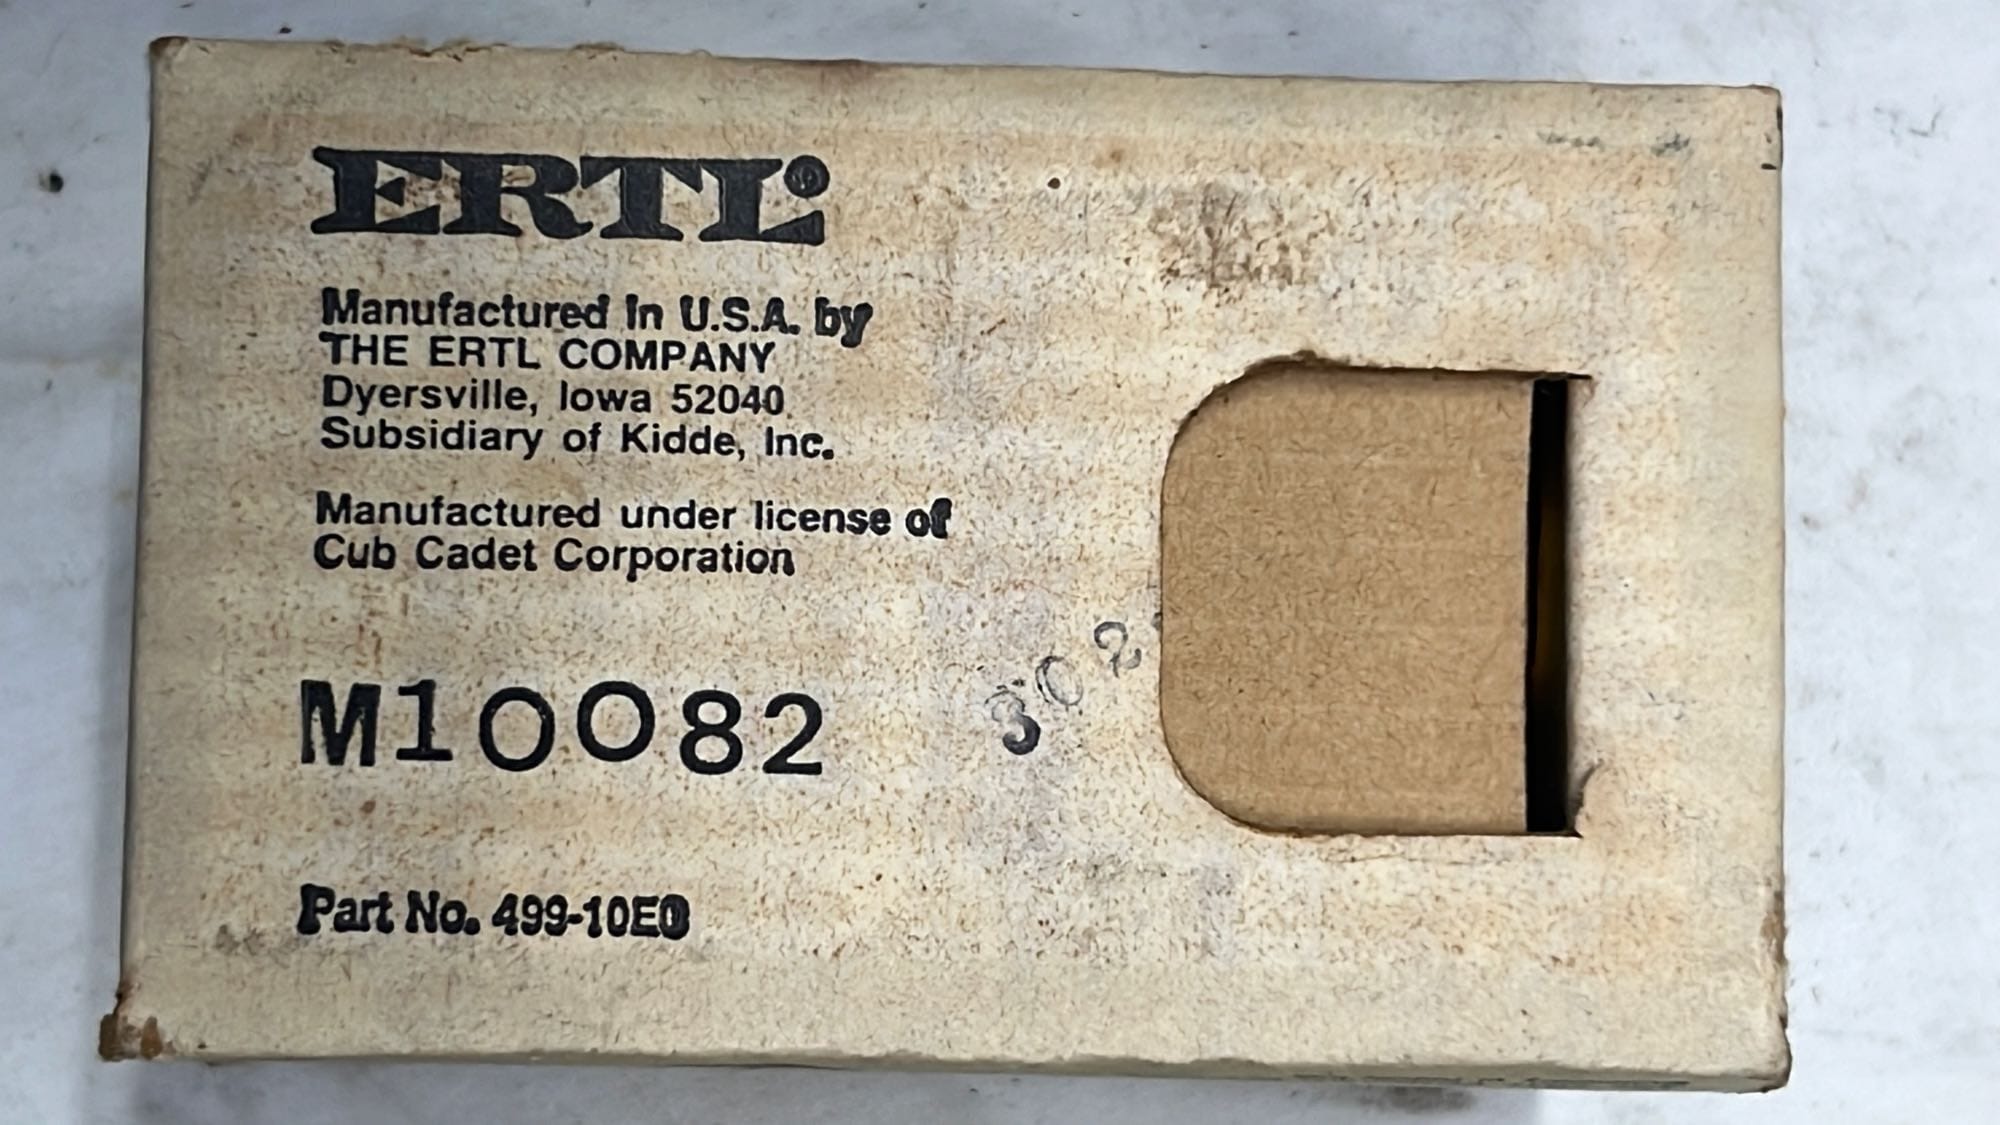 ERTL®
Manufactured in U.S.A. by
THE ERTL COMPANY
Dyersville, Iowa 52040
Subsidiary of Kidde, Inc.
Manufactured under license of
Cub Cadet Corporation
M10082
302
Part No. 499-10E0